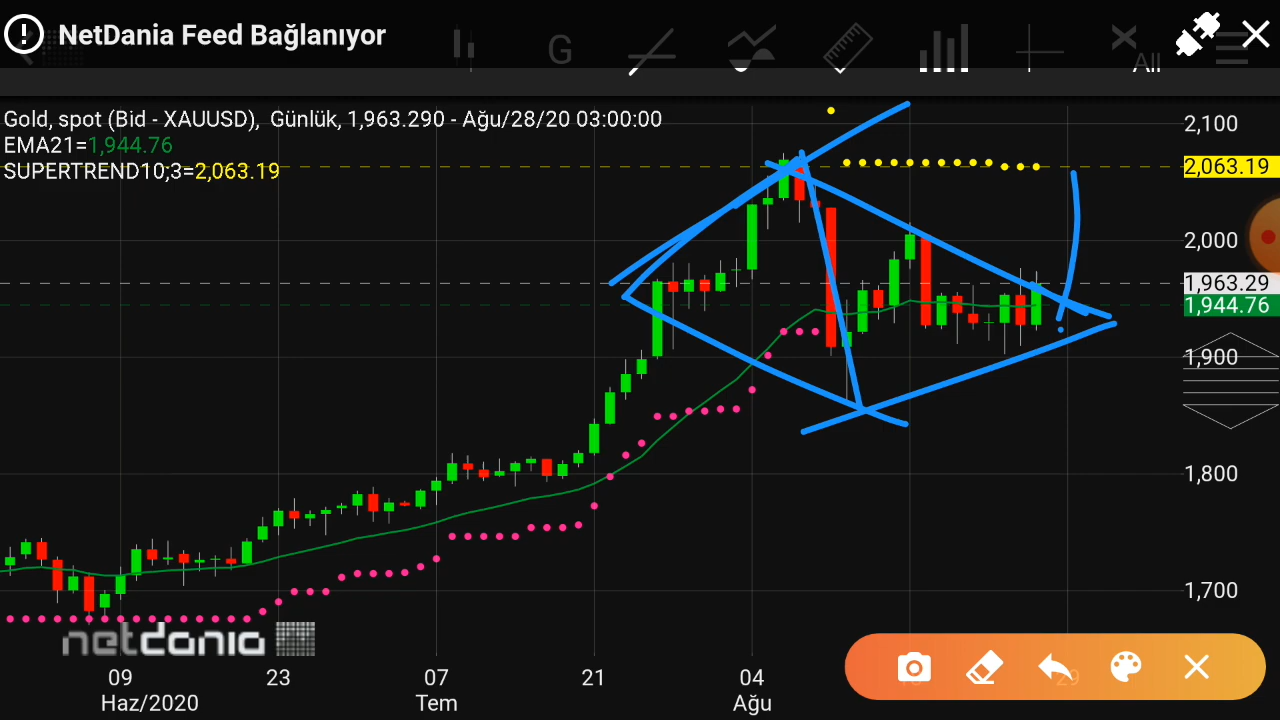 NetDania Feed Bağlanıyor
G
All
Gold, spot (Bid - XAUUSD), Günlük, 1,963.290 - Ağu/28/20 03:00:00
EMA21=1,944.76
SUPERTREND10;3=2,063.19
2,100
2,063.19
2,000
1,963.29
1,944.76
1,900
1,800
1,700
netdania
09 23 07 21 04
Haz/2020 Tem Ağu